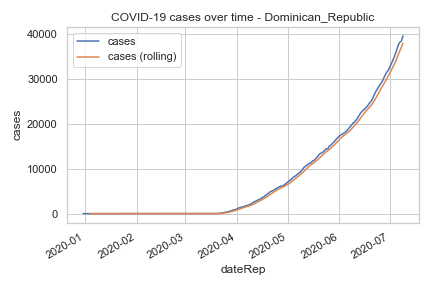 COVID-19 cases over time - Dominican_Republic
cases
cases (rolling)
40000
30000
20000
10000
0
cases
2020-01
2020-02
2020-03
2020-04
2020-05
2020-06
2020-07
dateRep